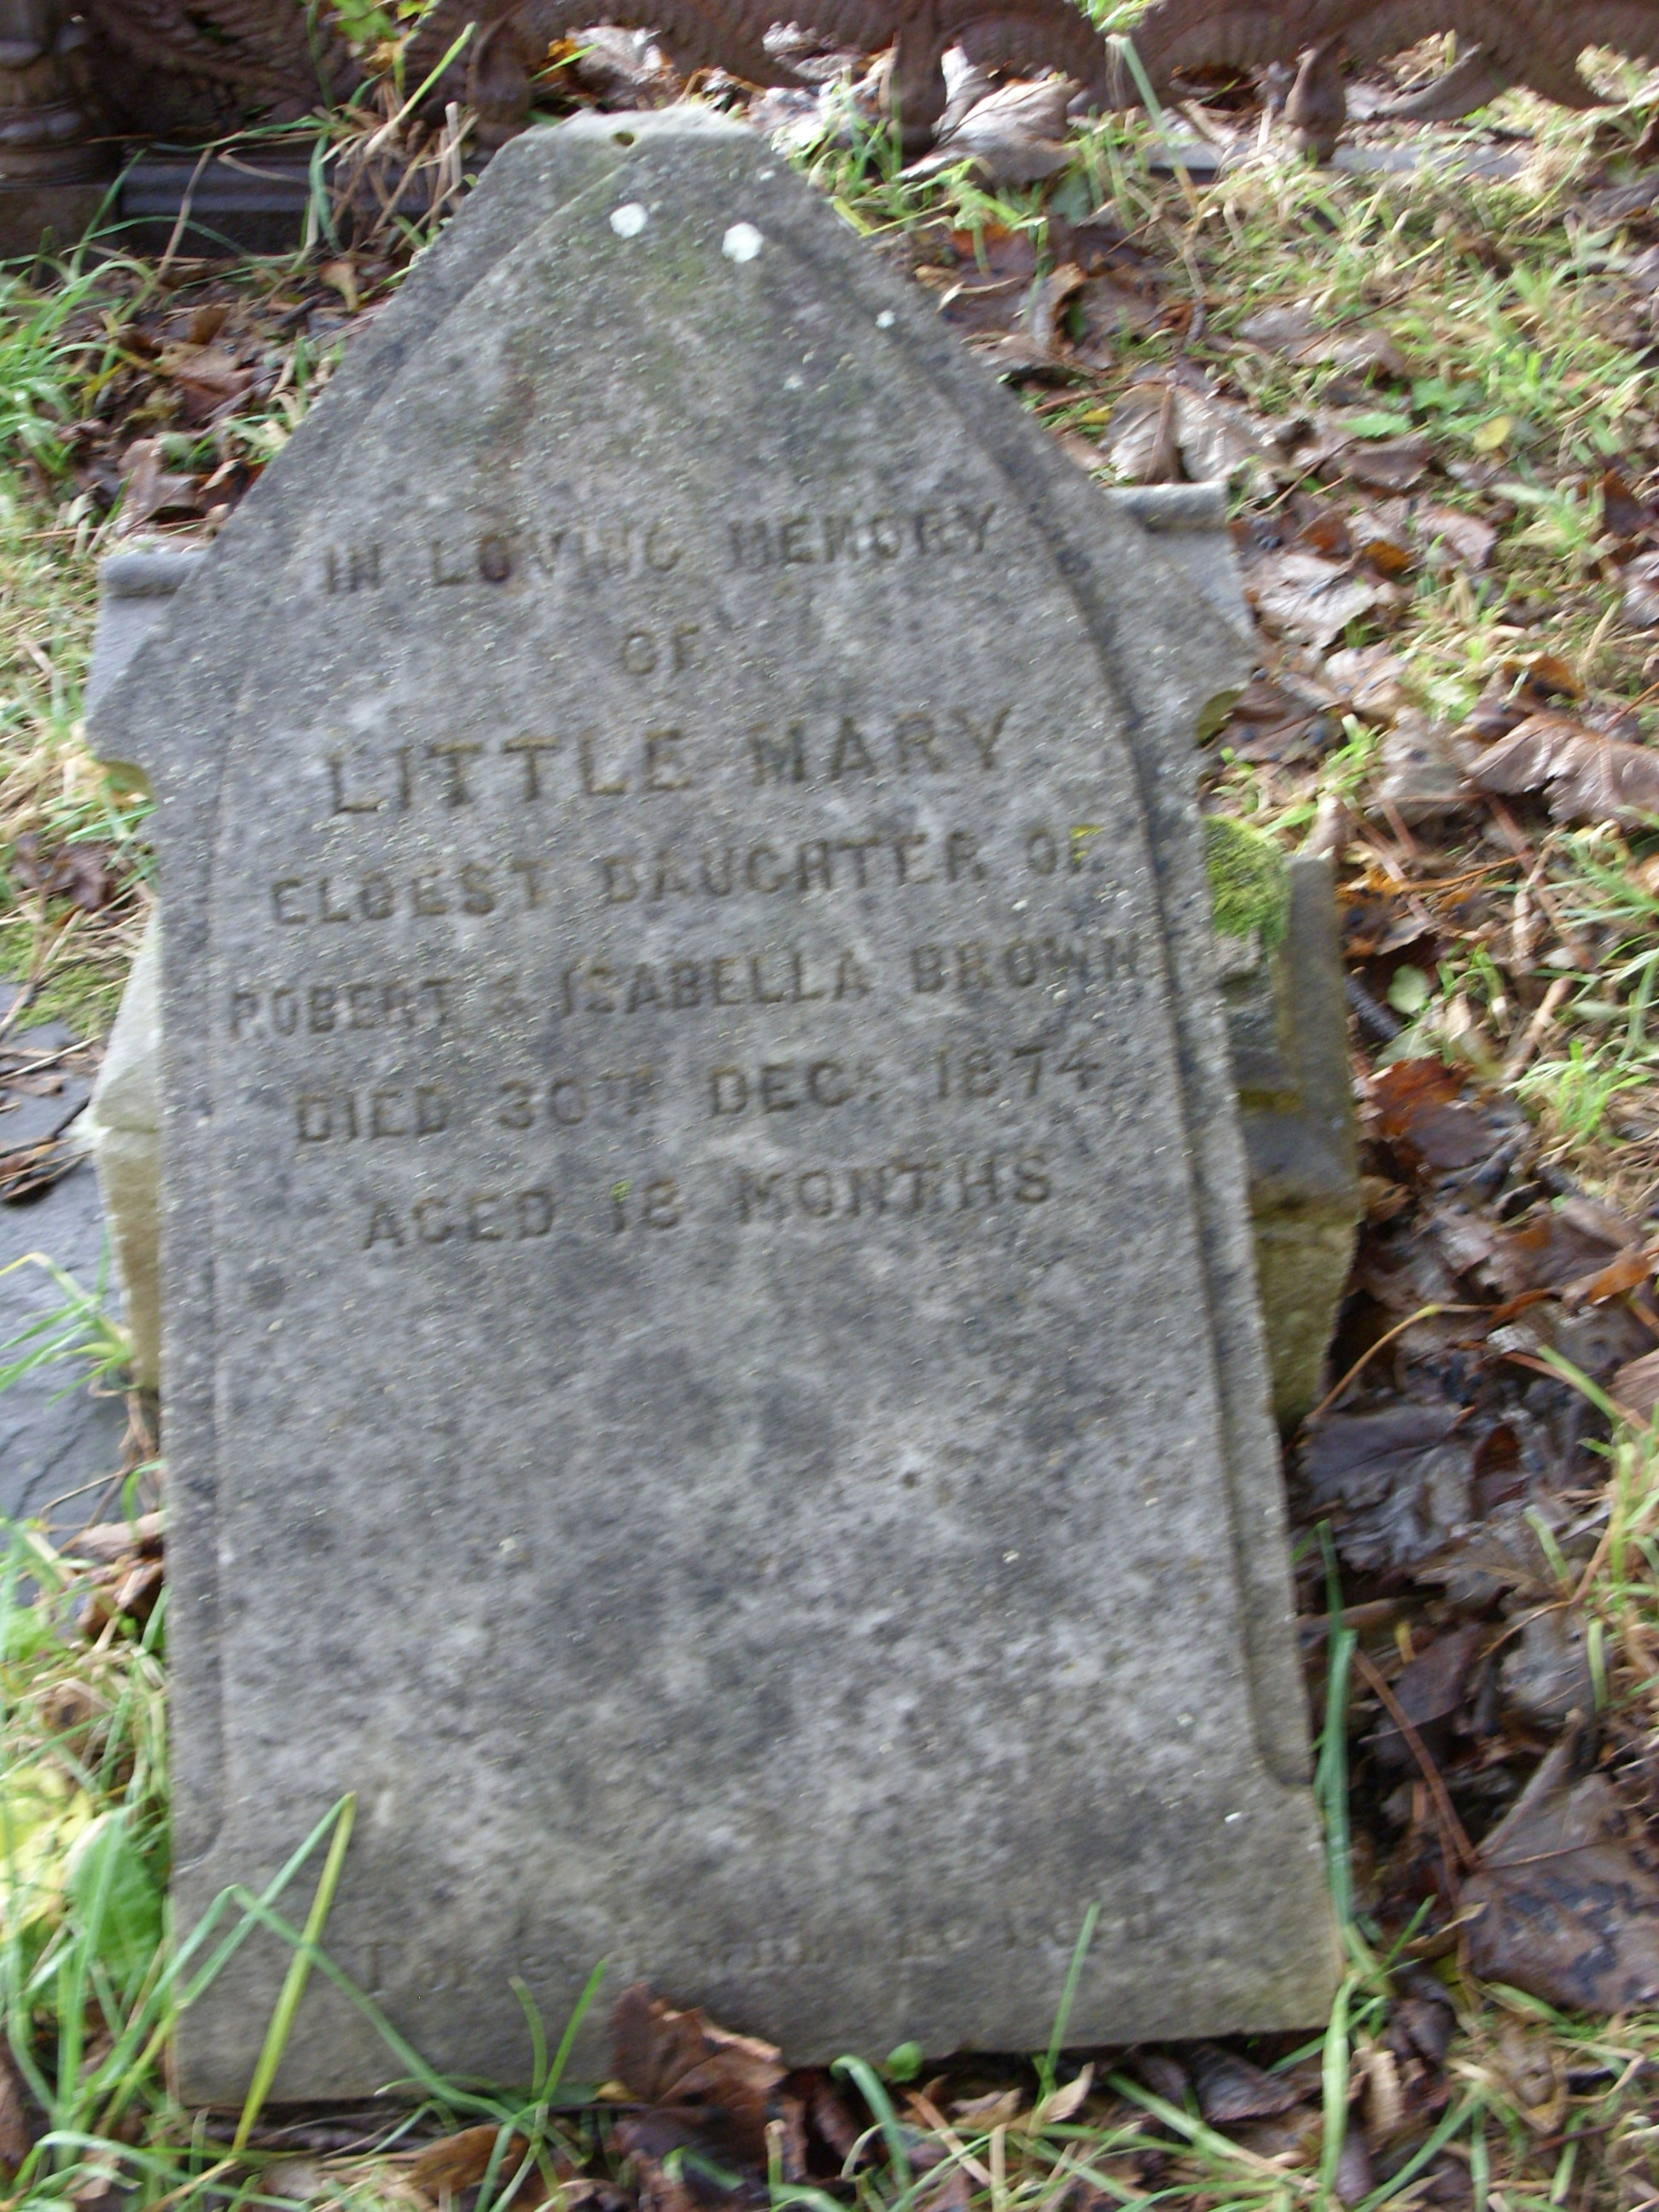 IN LOVING MEMORY
OF
LITTLE MARY
ELDEST DAUGHTER OF
ROBERT & ISABELLA BROWN
DIED 30TH DEC: 1874
AGED 18 MONTHS